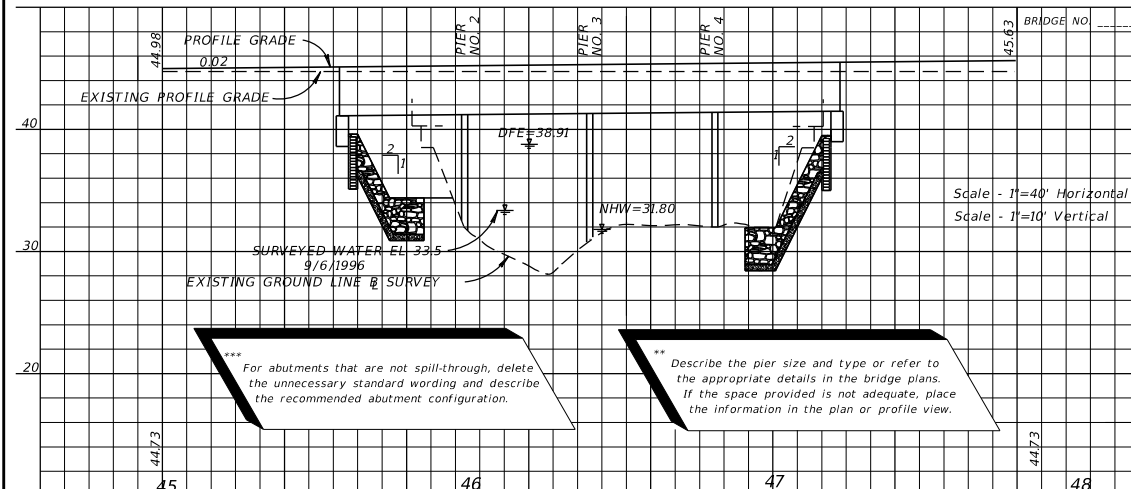 BRIDGE NO. ______
44.98
PROFILE GRADE
0.02
PIER
NO. 2
PIER
NO. 3
PIER
NO. 4
45.63
EXISTING PROFILE GRADE
40
DFE=38.91
2
1
2
1
Scale - 1"=40' Horizontal
NHW=31.80
Scale - 1"=10' Vertical
30
SURVEYED WATER EL 33.5
9/6/1996
EXISTING GROUND LINE ℄ SURVEY
***
For abutments that are not spill-through, delete
the unnecessary standard wording and describe
the recommended abutment configuration.
**
Describe the pier size and type or refer to
the appropriate details in the bridge plans.
If the space provided is not adequate, place
the information in the plan or profile view.
20
44.73
44.73
45
46
47
48